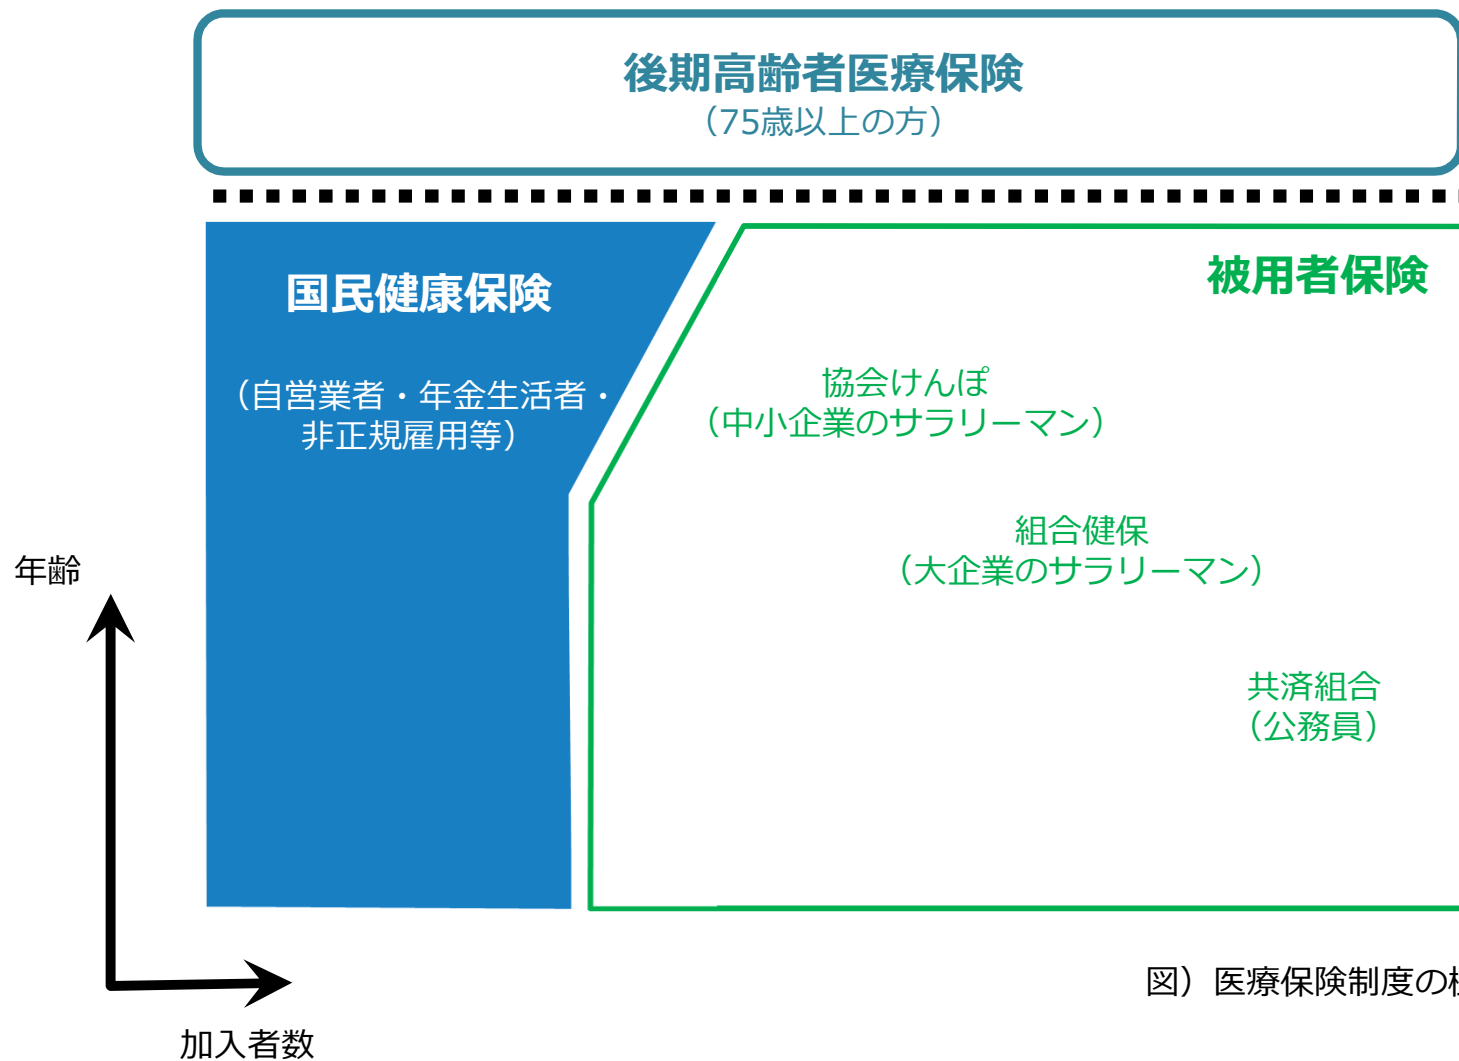 後期高齢者医療保険
（75歳以上の方）
国民健康保険
（自営業者・年金生活者・
非正規雇用等）
被用者保険
協会けんぽ
（中小企業のサラリーマン）
組合健保
（大企業のサラリーマン）
共済組合
（公務員）
年齢
加入者数
図）医療保険制度の